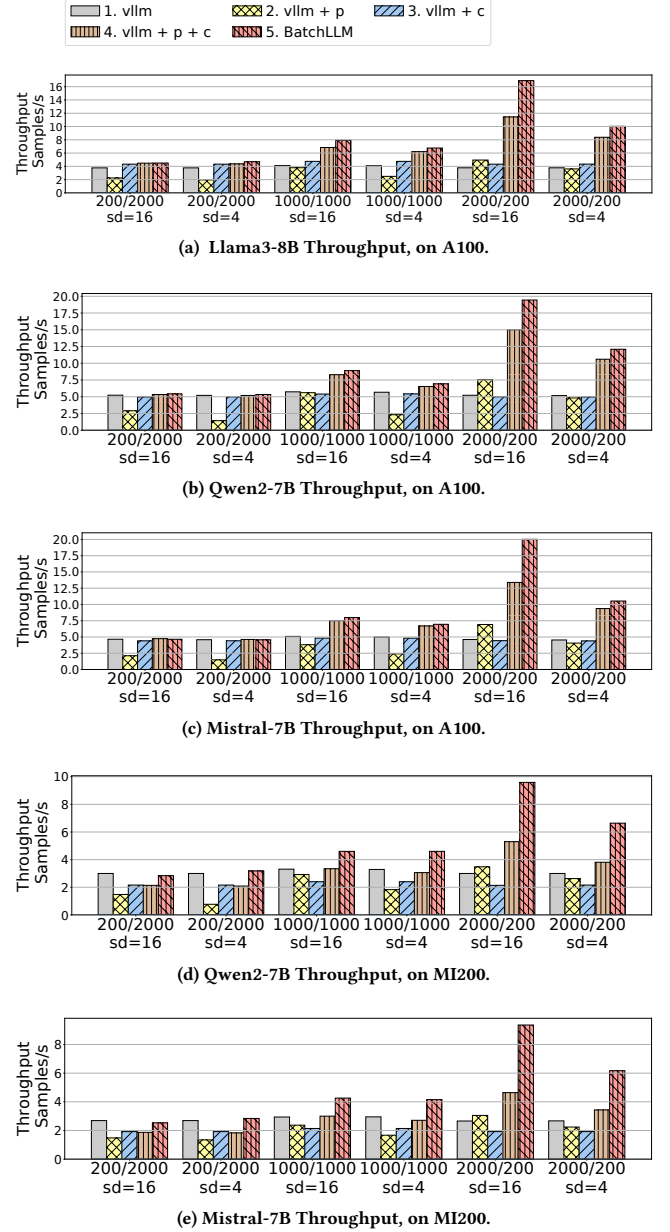 1. vllm 2. vllm + p 3. vllm + c
4. vllm + p + c 5. BatchLLM
Throughput
Samples/s
16
14
12
10
8
6
4
2
0
200/2000 200/2000 1000/1000 1000/1000 2000/200 2000/200
sd=16 sd=4 sd=16 sd=4 sd=16 sd=4
(a) Llama3-8B Throughput, on A100.
Throughput
Samples/s
20.0
17.5
15.0
12.5
10.0
7.5
5.0
2.5
0.0
200/2000 200/2000 1000/1000 1000/1000 2000/200 2000/200
sd=16 sd=4 sd=16 sd=4 sd=16 sd=4
(b) Qwen2-7B Throughput, on A100.
Throughput
Samples/s
20.0
17.5
15.0
12.5
10.0
7.5
5.0
2.5
0.0
200/2000 200/2000 1000/1000 1000/1000 2000/200 2000/200
sd=16 sd=4 sd=16 sd=4 sd=16 sd=4
(c) Mistral-7B Throughput, on A100.
Throughput
Samples/s
10
8
6
4
2
0
200/2000 200/2000 1000/1000 1000/1000 2000/200 2000/200
sd=16 sd=4 sd=16 sd=4 sd=16 sd=4
(d) Qwen2-7B Throughput, on MI200.
Throughput
Samples/s
8
6
4
2
0
200/2000 200/2000 1000/1000 1000/1000 2000/200 2000/200
sd=16 sd=4 sd=16 sd=4 sd=16 sd=4
(e) Mistral-7B Throughput, on MI200.